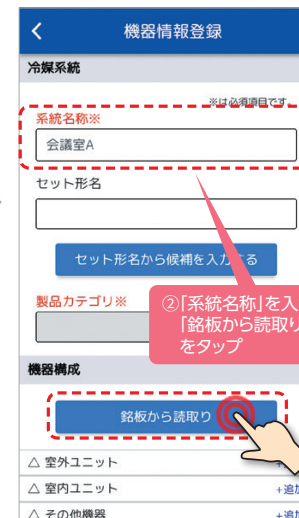 機器情報登録
冷媒系統
※は必須項目です。
系統名称※
会議室A
セット形名
セット形名から候補を入力する
製品カテゴリ※
②「系統名称」を入
「銘板から読取り
をタップ
機器構成
銘板から読取り
△ 室外ユニット
△ 室内ユニット
+追加
△ その他機器
+追加